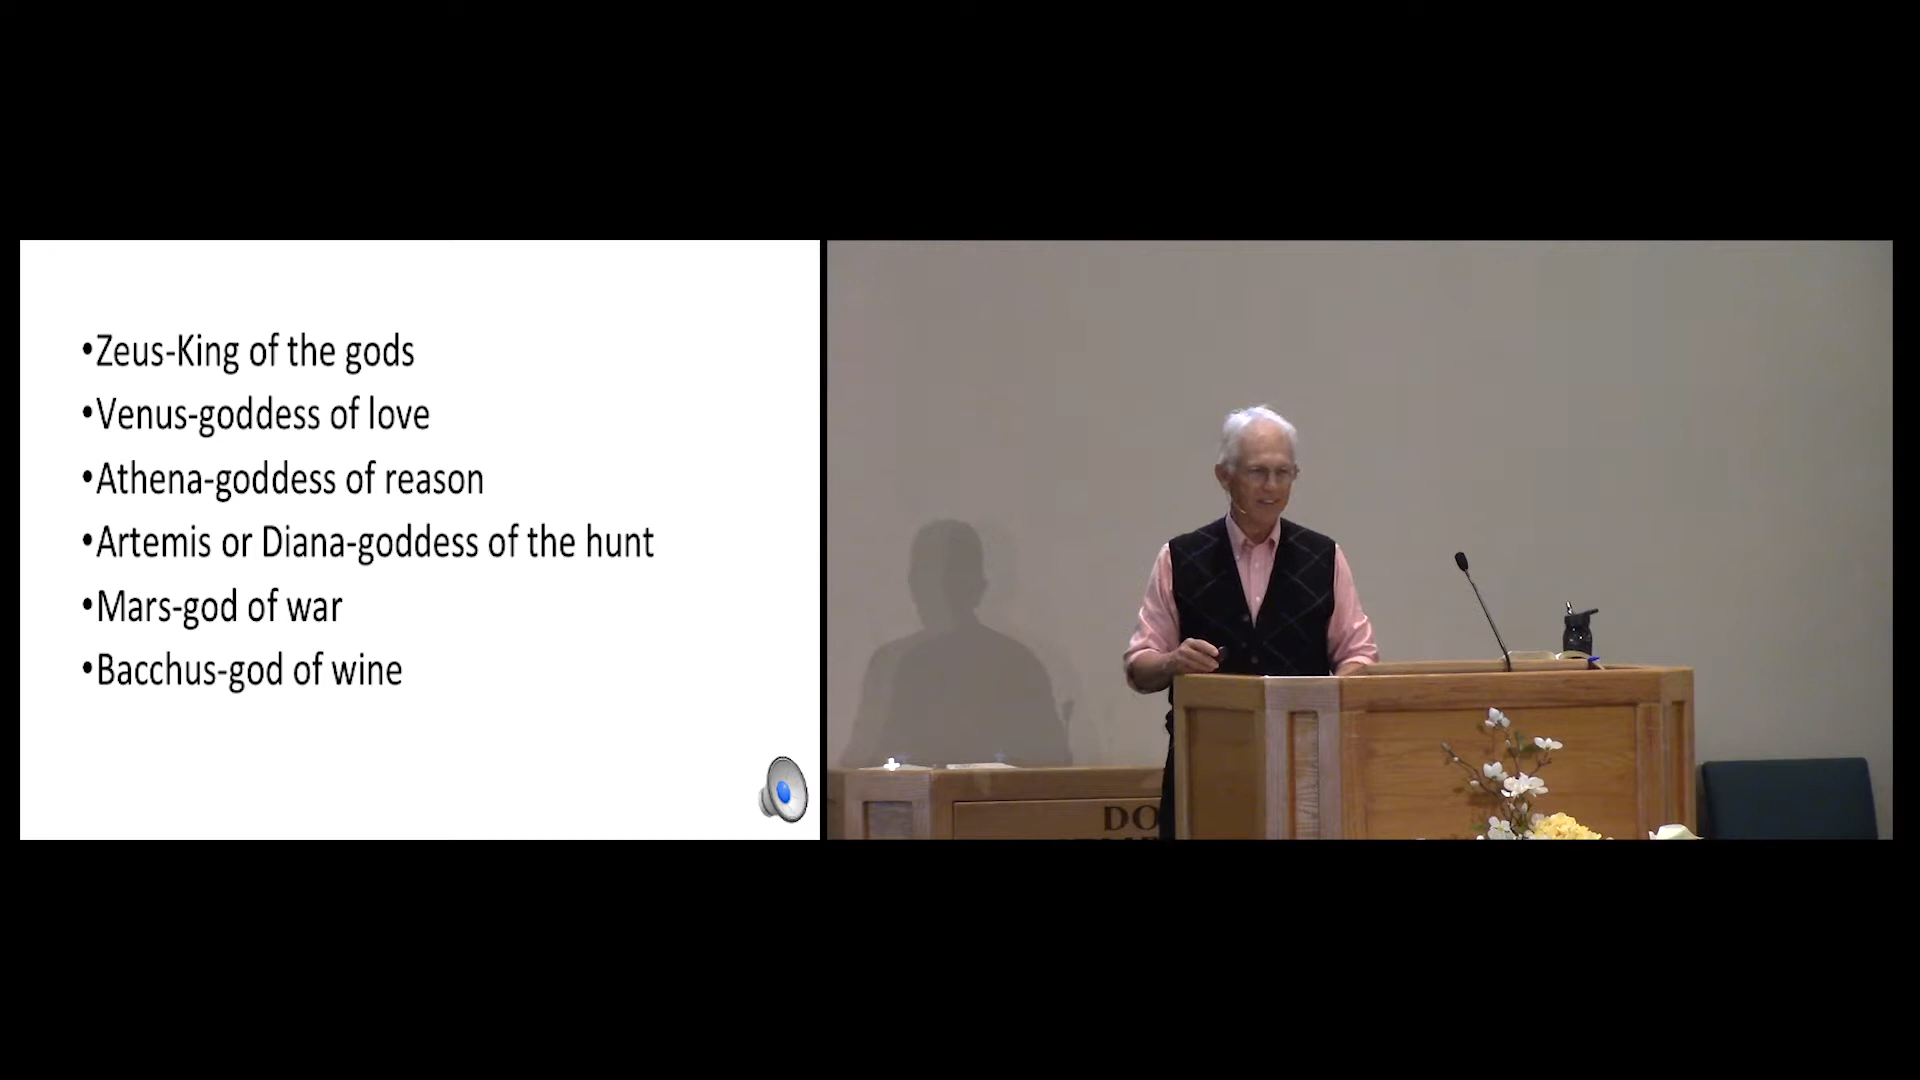 •Zeus-King of the gods
•Venus-goddess of love
•Athena-goddess of reason
•Artemis or Diana-goddess of the hunt
•Mars-god of war
•Bacchus-god of wine
DO